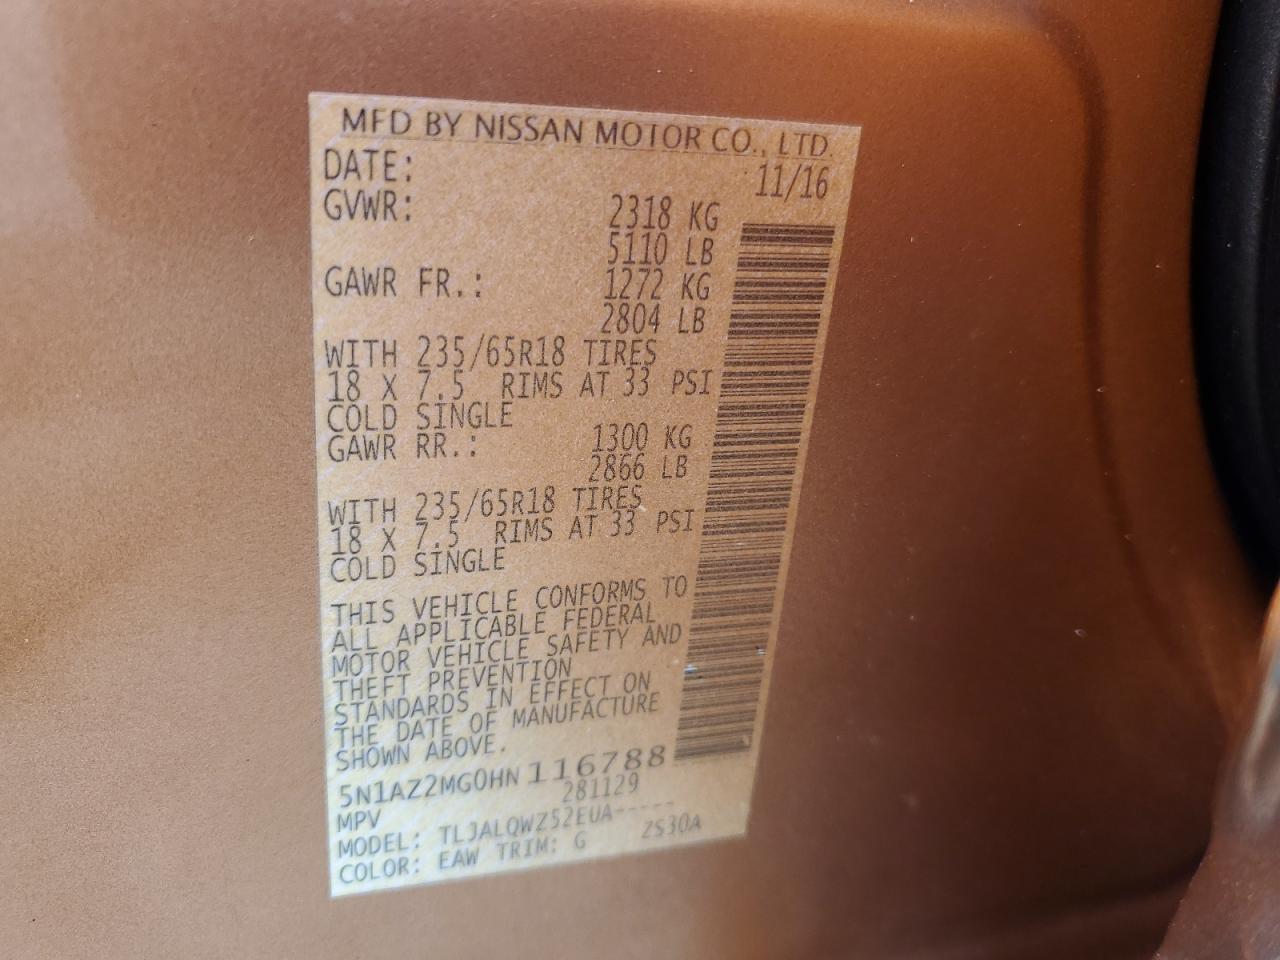 MFD BY NISSAN MOTOR CO., LTD.
DATE: 11/16
GVWR: 2318 KG
5110 LB
GAWR FR.: 1272 KG
2804 LB
WITH 235/65R18 TIRES
18 X 7.5 RIMS AT 33 PSI
COLD SINGLE
GAWR RR.: 1300 KG
2866 LB
WITH 235/65R18 TIRES
18 X 7.5 RIMS AT 33 PSI
COLD SINGLE
THIS VEHICLE CONFORMS TO
ALL APPLICABLE FEDERAL
MOTOR VEHICLE SAFETY AND
THEFT PREVENTION
STANDARDS IN EFFECT ON
THE DATE OF MANUFACTURE
SHOWN ABOVE.
5N1AZ2MG0HN116788
MPV 281129
MODEL: TLJALQWZ52EUA-----
COLOR: EAW TRIM: G ZS30A